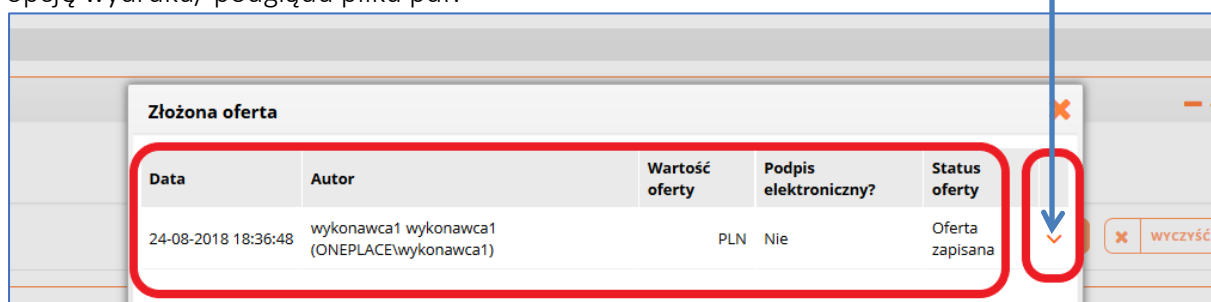 opcję wydruku/ podglądu pliku pdf.
Złożona oferta
Data Autor Wartość oferty Podpis elektroniczny? Status oferty
24-08-2018 18:36:48 wykonawca1 wykonawca1 (ONEPLACE\wykonawca1) PLN Nie Oferta zapisana
WYCZYŚĆ